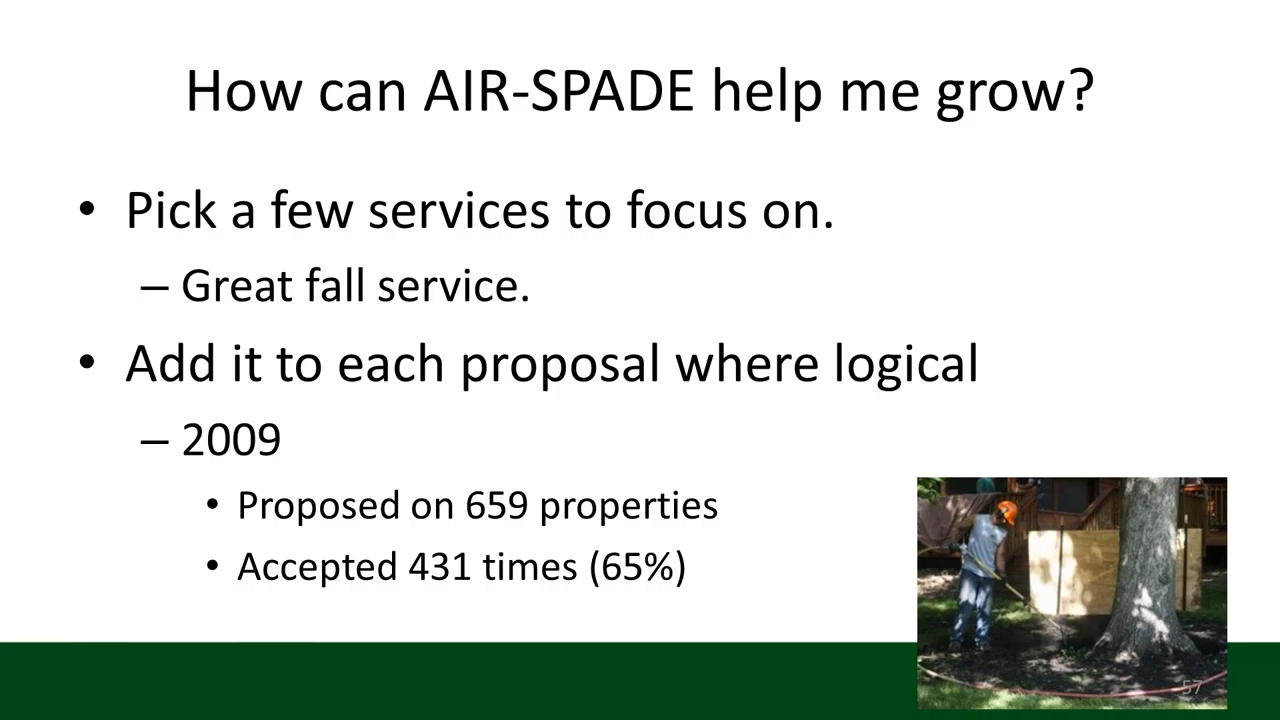 How can AIR-SPADE help me grow?
• Pick a few services to focus on.
– Great fall service.
• Add it to each proposal where logical
– 2009
• Proposed on 659 properties
• Accepted 431 times (65%)
57